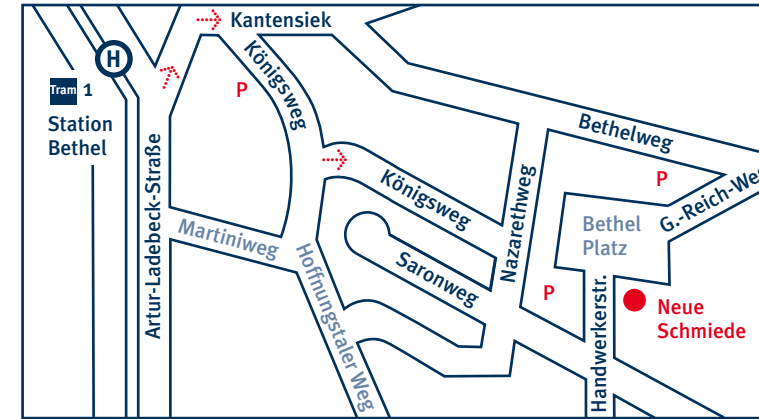 Kantensiek
H
Tram 1
Station
Bethel
P
Königsweg
Artur-Ladebeck-Straße
Bethelweg
P
G.-Reich-We
Königsweg
Nazarethweg
Bethel
Platz
Martiniweg
Hoffnungstaler Weg
Saronweg
P
Handwerkerstr.
Neue
Schmiede